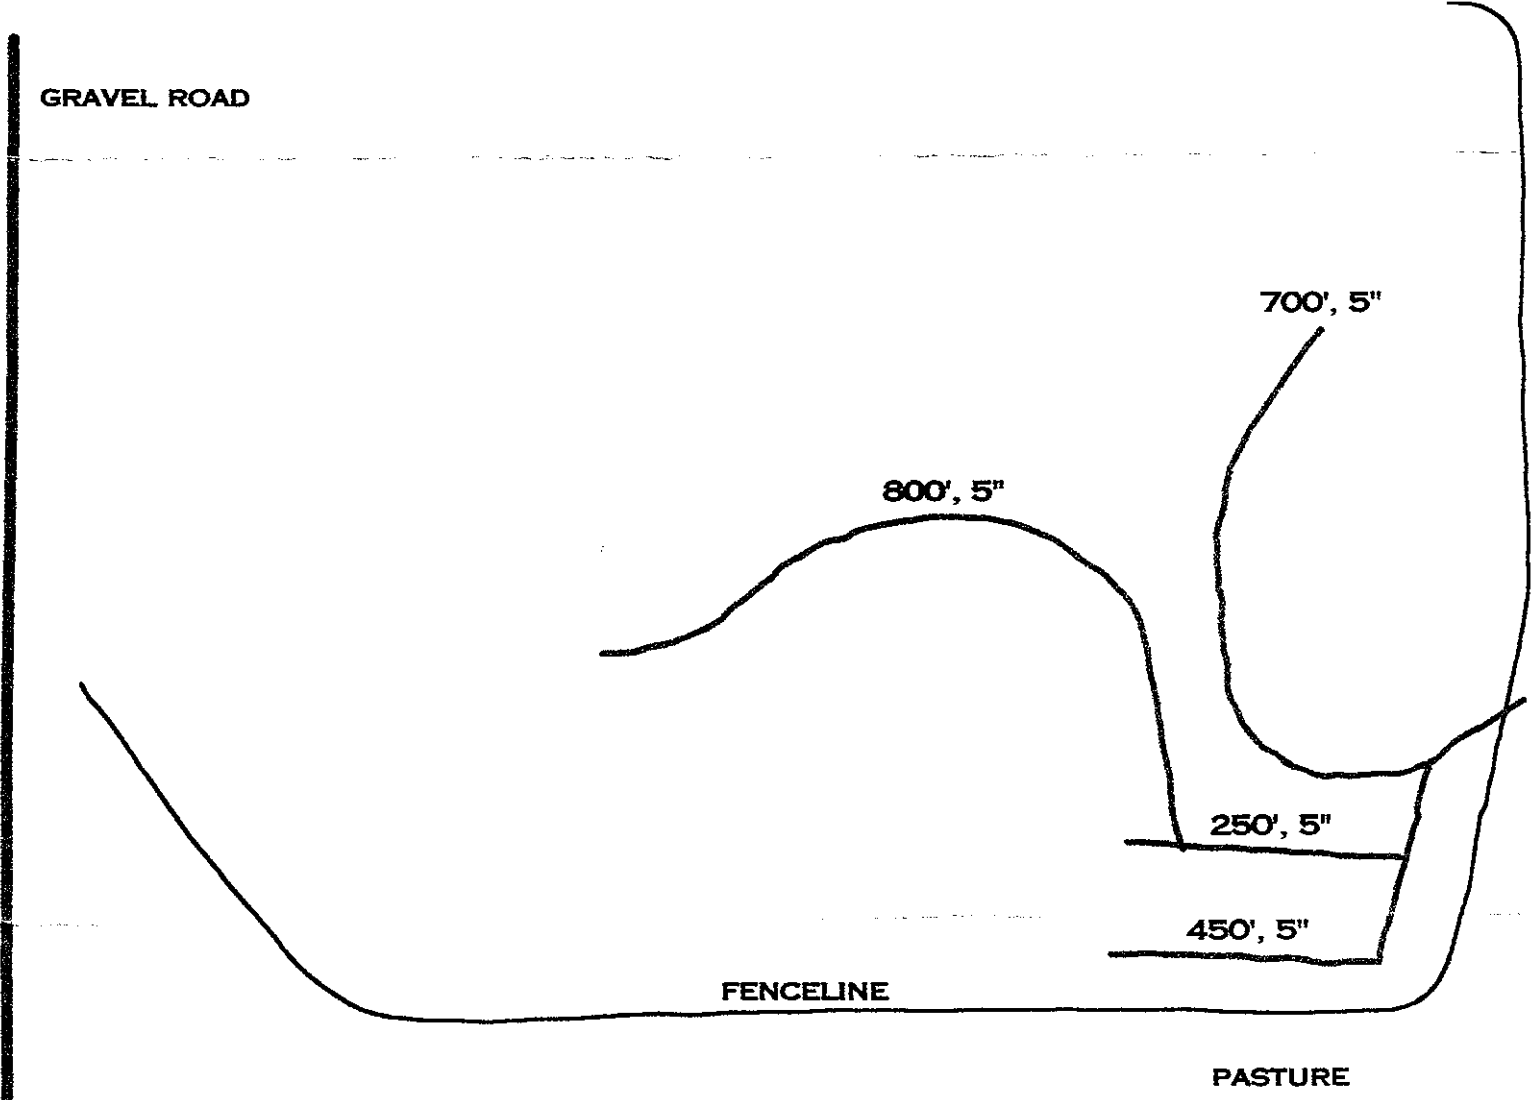 GRAVEL ROAD
700', 5"
800', 5"
250', 5"
450', 5"
FENCELINE
PASTURE